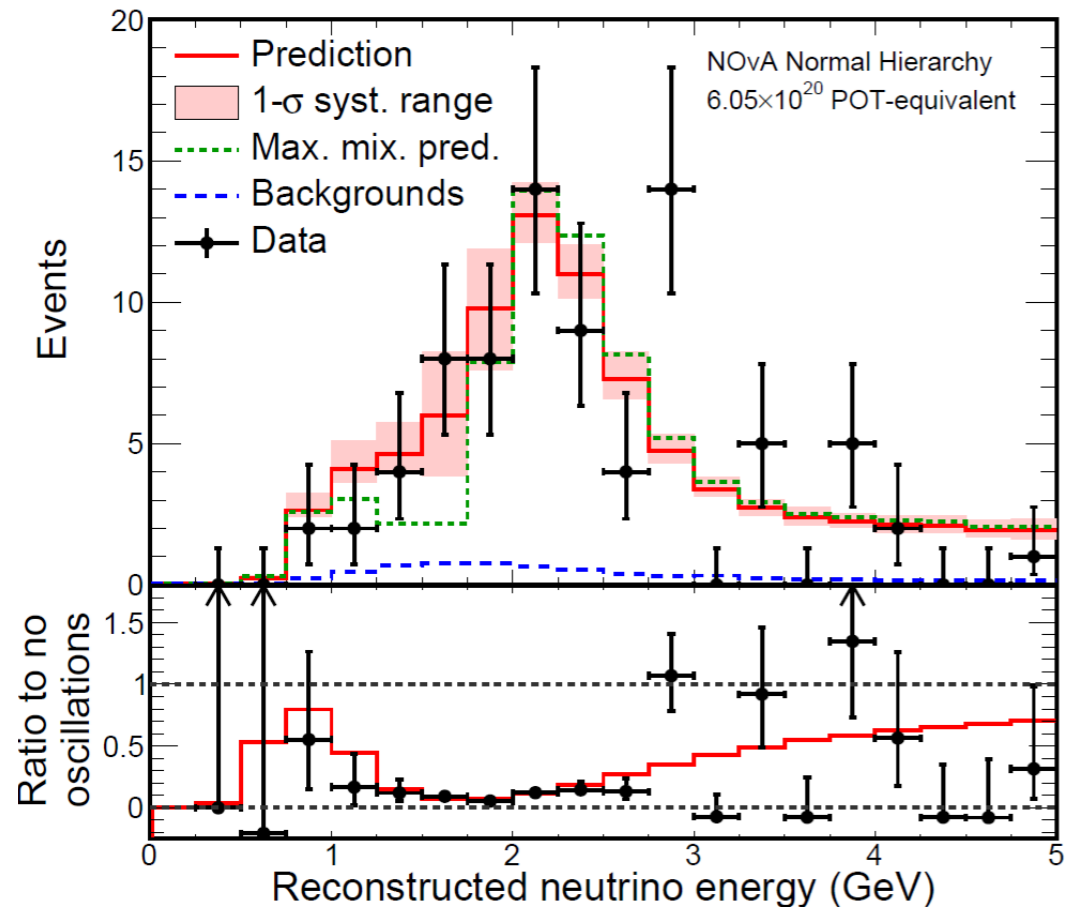 20
Prediction
1-σ syst. range
Max. mix. pred.
Backgrounds
Data
NOvA Normal Hierarchy
6.05×10²⁰ POT-equivalent
15
10
5
0
Events
1.5
1
0.5
0
Ratio to no
oscillations
0 1 2 3 4 5
Reconstructed neutrino energy (GeV)